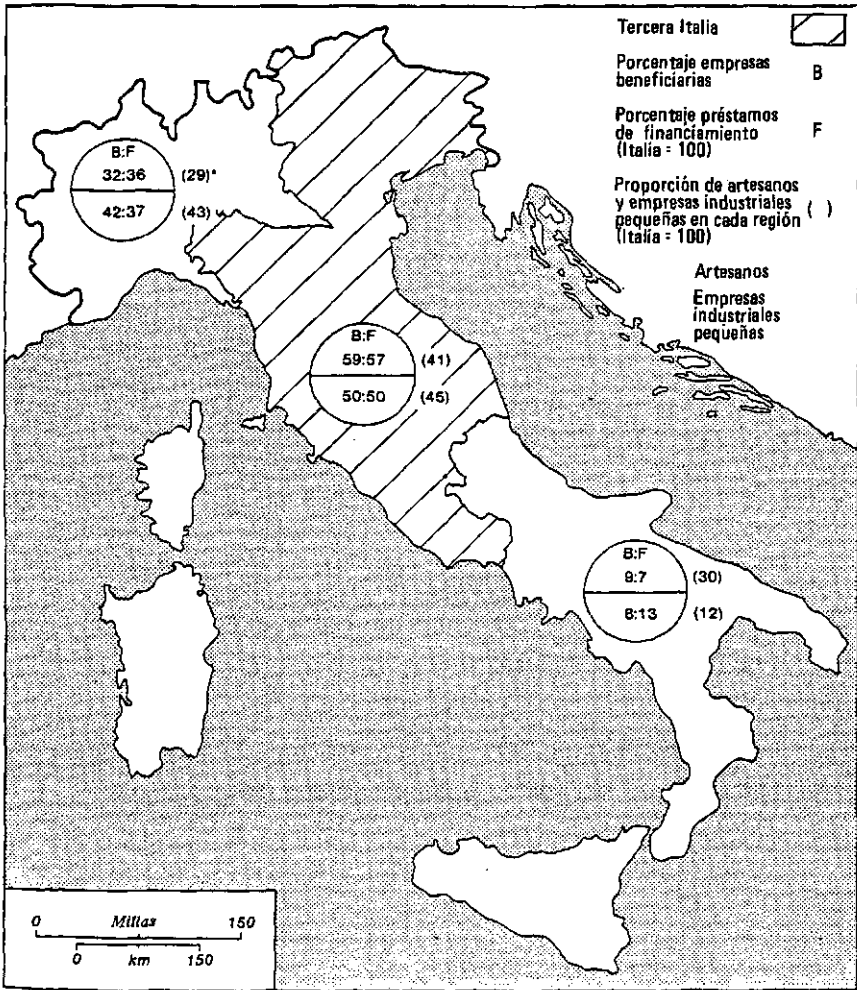 Tercera Italia
Porcentaje empresas
beneficiarias B
Porcentaje préstamos
de financiamiento F
(Italia = 100)
Proporción de artesanos
y empresas industriales
pequeñas en cada región ( )
(Italia = 100)
Artesanos
Empresas
industriales
pequeñas
B:F
32:36 (29)*
42:37 (43)
B:F
59:57 (41)
50:50 (45)
B:F
9:7 (30)
8:13 (12)
0 Millas 150
0 km 150